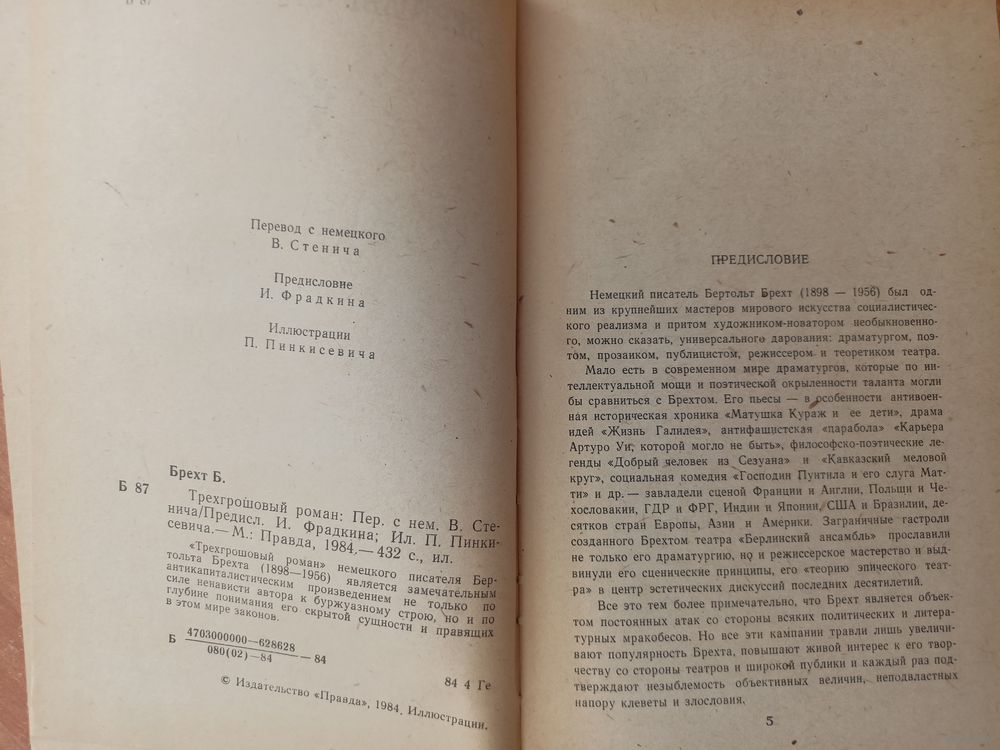 Перевод с немецкого
В. Стенича
Предисловие
И. Фрадкина
Иллюстрации
П. Пинкисевича
Брехт Б.
Б 87
Трехгрошовый роман: Пер. с нем. В. Сте-
нича/Предисл. И. Фрадкина; Ил. П. Пинки-
севича.— М.: Правда, 1984.— 432 с., ил.
«Трехгрошовый роман» немецкого писателя Бер-
тольта Брехта (1898—1956) является замечательным
антикапиталистическим произведением не только по
силе ненависти автора к буржуазному строю, но и по
глубине понимания его скрытой сущности и правящих
в этом мире законов.
Б 4703000000—628628
080(02)—84 — 84
84 4 Ге
© Издательство «Правда», 1984. Иллюстрации.
ПРЕДИСЛОВИЕ
Немецкий писатель Бертольт Брехт (1898 — 1956) был од-
ним из крупнейших мастеров мирового искусства социалистичес-
кого реализма и притом художником-новатором необыкновенно-
го, можно сказать, универсального дарования: драматургом, поэ-
том, прозаиком, публицистом, режиссером и теоретиком театра.
Мало есть в современном мире драматургов, которые по ин-
теллектуальной мощи и поэтической окрыленности таланта могли
бы сравниться с Брехтом. Его пьесы — в особенности антивоен-
ная историческая хроника «Матушка Кураж и ее дети», драма
идей «Жизнь Галилея», антифашистская «парабола» «Карьера
Артуро Уи, которой могло не быть», философско-поэтические ле-
генды «Добрый человек из Сезуана» и «Кавказский меловой
круг», социальная комедия «Господин Пунтила и его слуга Мат-
ти» и др.— завладели сценой Франции и Англии, Польши и Че-
хословакии, ГДР и ФРГ, Индии и Японии, США и Бразилии, де-
сятков стран Европы, Азии и Америки. Заграничные гастроли
созданного Брехтом театра «Берлинский ансамбль» прославили
не только его драматургию, но и режиссерское мастерство и выд-
винули его сценические принципы, его «теорию эпического теат-
ра» в центр эстетических дискуссий последних десятилетий.
Все это тем более примечательно, что Брехт является объек-
том постоянных атак со стороны всяких политических и литера-
турных мракобесов. Но все эти кампании травли лишь увеличи-
вают популярность Брехта, повышают живой интерес к его твор-
честву со стороны театров и широкой публики и каждый раз под-
тверждают незыблемость объективных величин, неподвластных
напору клеветы и злословия.
5